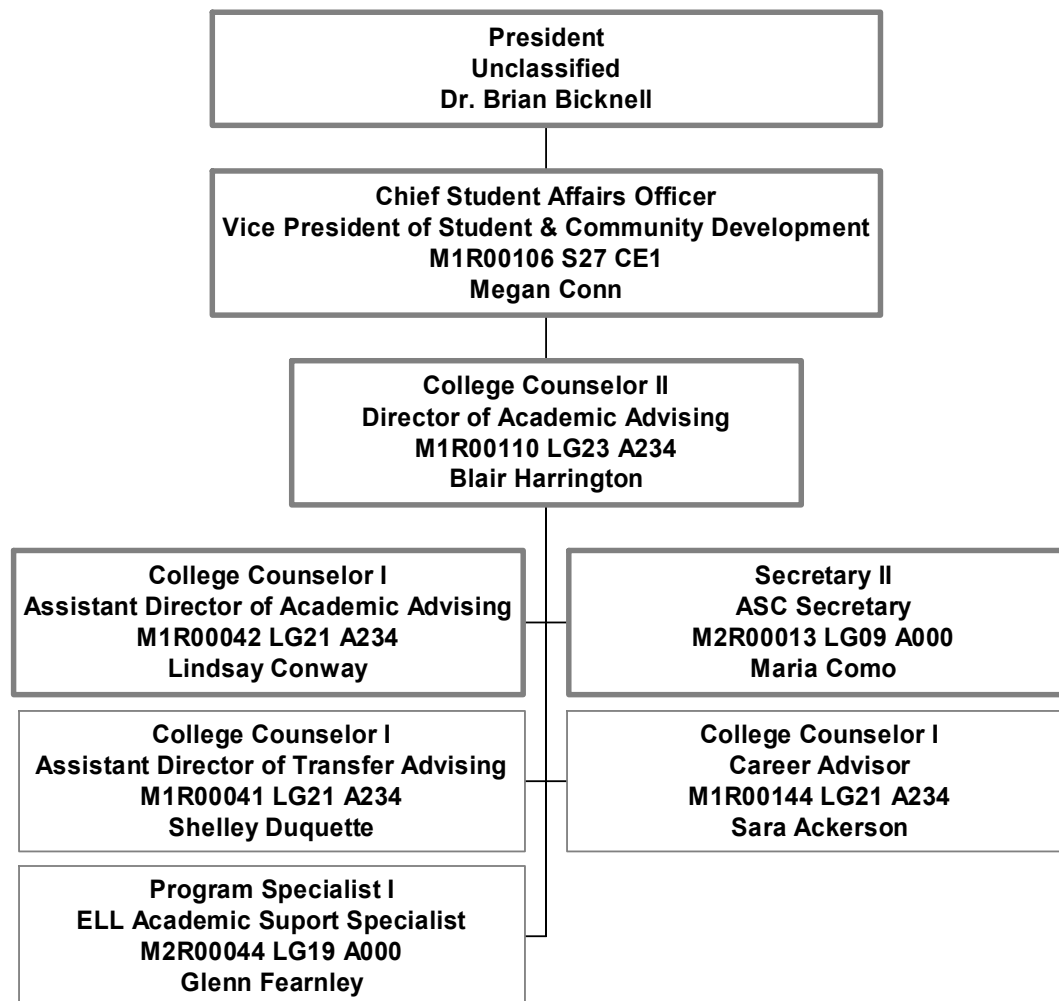 President
Unclassified
Dr. Brian Bicknell
Chief Student Affairs Officer
Vice President of Student & Community Development
M1R00106 S27 CE1
Megan Conn
College Counselor II
Director of Academic Advising
M1R00110 LG23 A234
Blair Harrington
College Counselor I
Assistant Director of Academic Advising
M1R00042 LG21 A234
Lindsay Conway
Secretary II
ASC Secretary
M2R00013 LG09 A000
Maria Como
College Counselor I
Assistant Director of Transfer Advising
M1R00041 LG21 A234
Shelley Duquette
College Counselor I
Career Advisor
M1R00144 LG21 A234
Sara Ackerson
Program Specialist I
ELL Academic Suport Specialist
M2R00044 LG19 A000
Glenn Fearnley